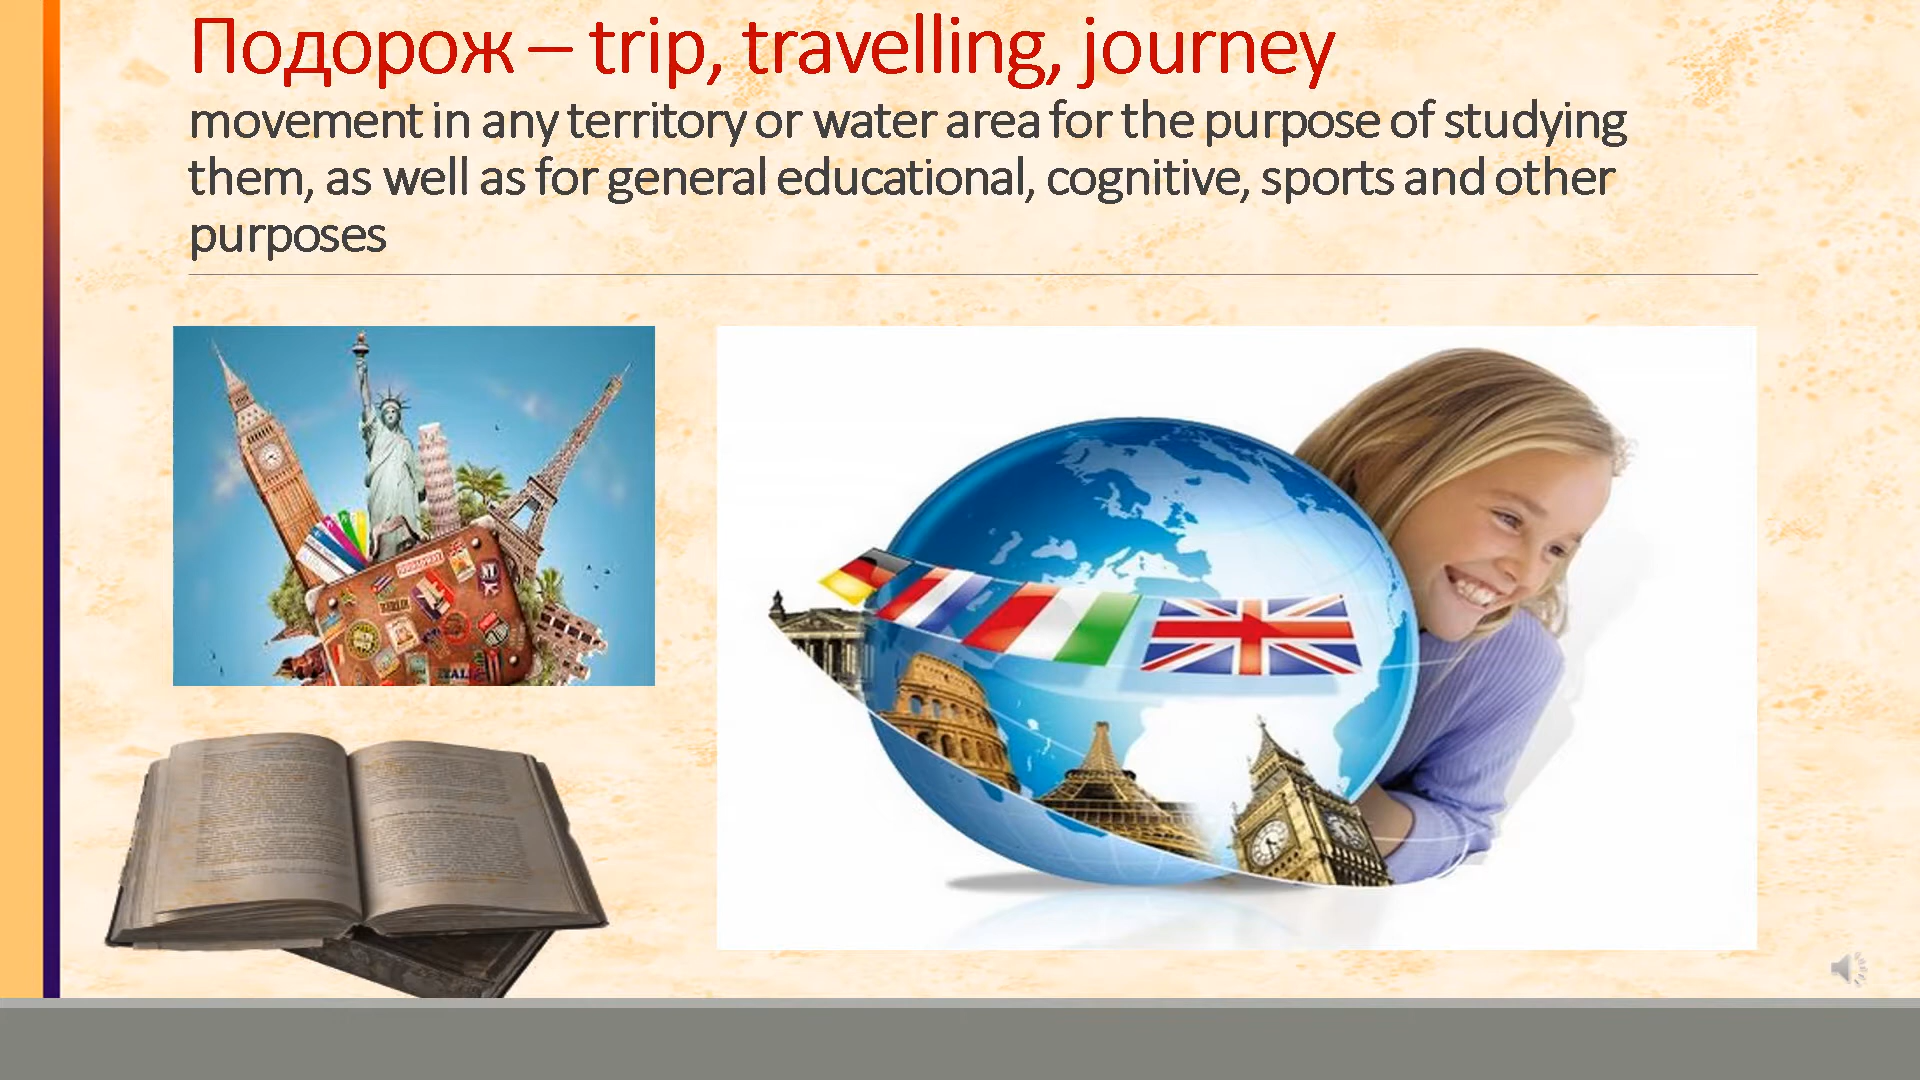 Подорож – trip, travelling, journey
movement in any territory or water area for the purpose of studying
them, as well as for general educational, cognitive, sports and other
purposes